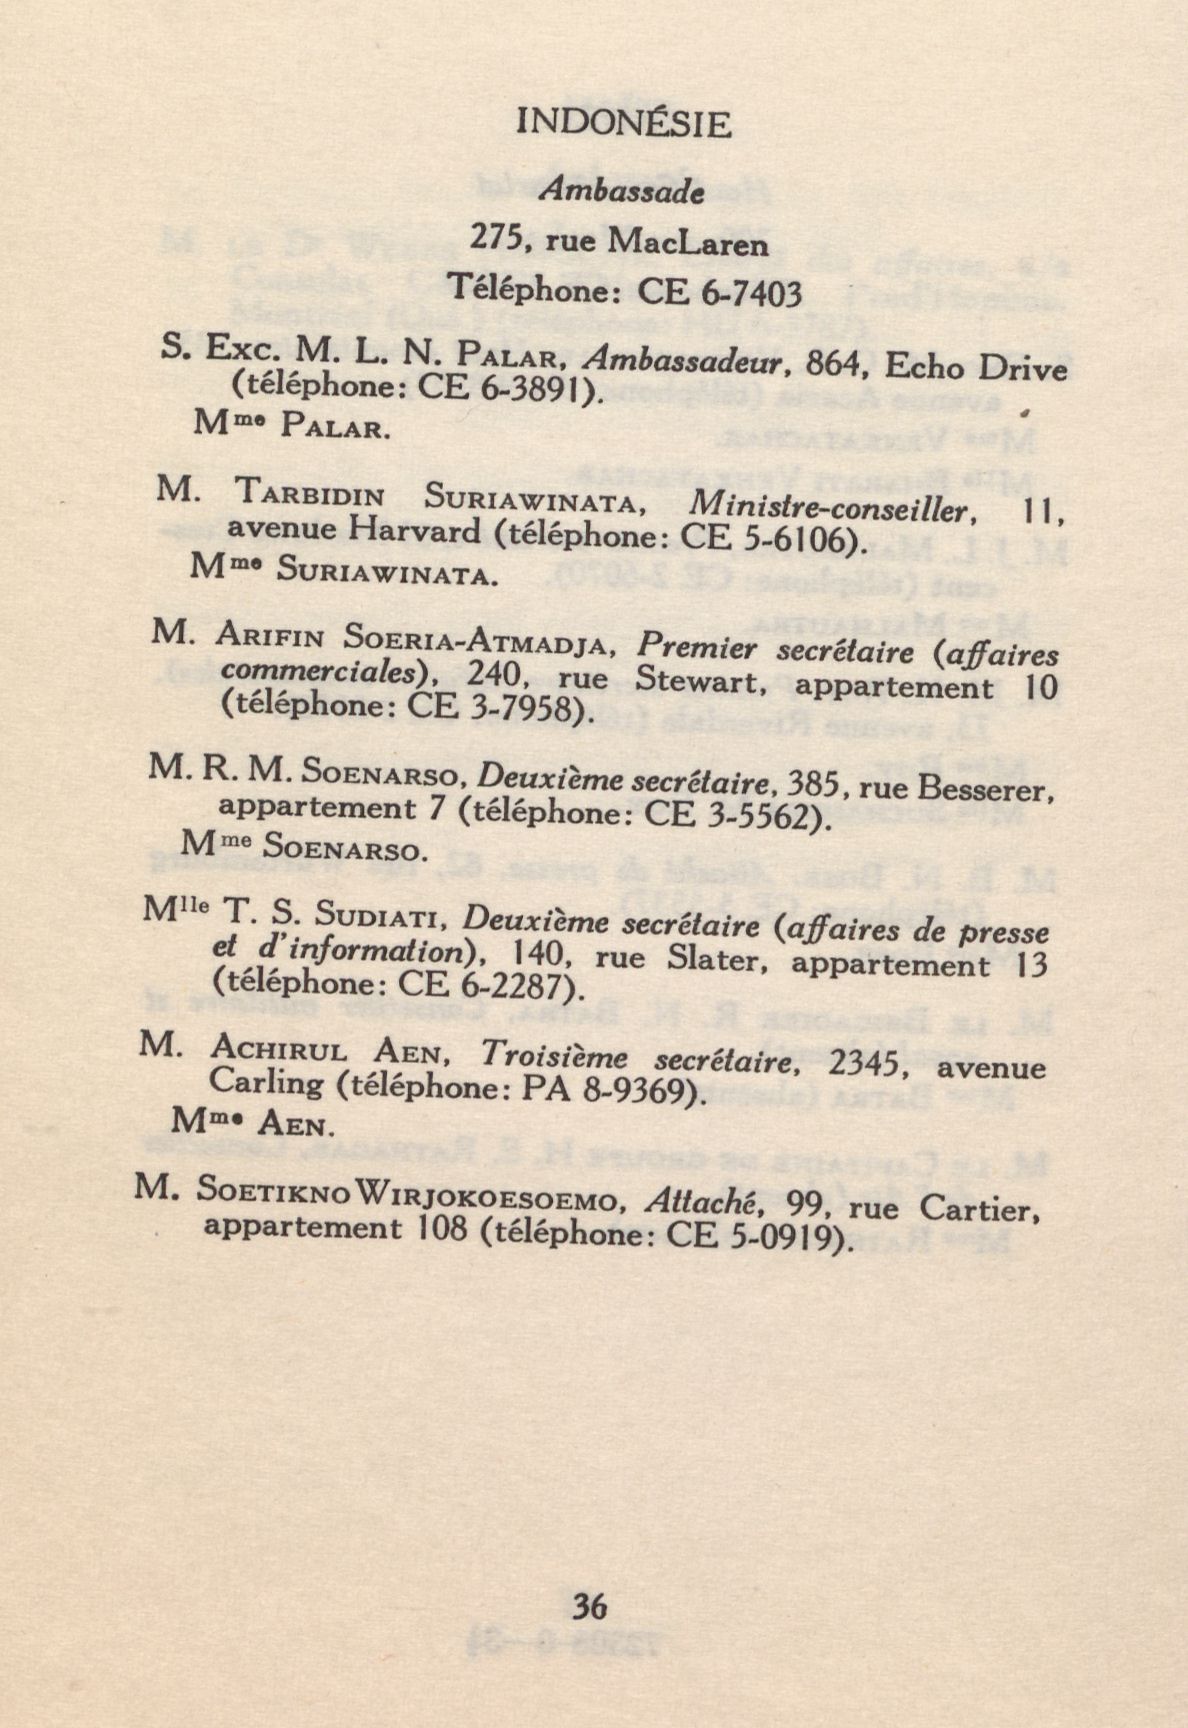 INDONÉSIE
Ambassade
275, rue MacLaren
Téléphone: CE 6-7403
S. Exc. M. L. N. PALAR, Ambassadeur, 864, Echo Drive
(téléphone: CE 6-3891).
Mme PALAR.
M. TARBIDIN SURIAWINATA, Ministre-conseiller, 11,
avenue Harvard (téléphone: CE 5-6106).
Mme SURIAWINATA.
M. ARIFIN SOERIA-ATMADJA, Premier secrétaire (affaires
commerciales), 240, rue Stewart, appartement 10
(téléphone: CE 3-7958).
M. R. M. SOENARSO, Deuxième secrétaire, 385, rue Besserer,
appartement 7 (téléphone: CE 3-5562).
Mme SOENARSO.
Mlle T. S. SUDIATI, Deuxième secrétaire (affaires de presse
et d'information), 140, rue Slater, appartement 13
(téléphone: CE 6-2287).
M. ACHIRUL AEN, Troisième secrétaire, 2345, avenue
Carling (téléphone: PA 8-9369).
Mme AEN.
M. SOETIKNO WIRJOKOESOEMO, Attaché, 99, rue Cartier,
appartement 108 (téléphone: CE 5-0919).
36